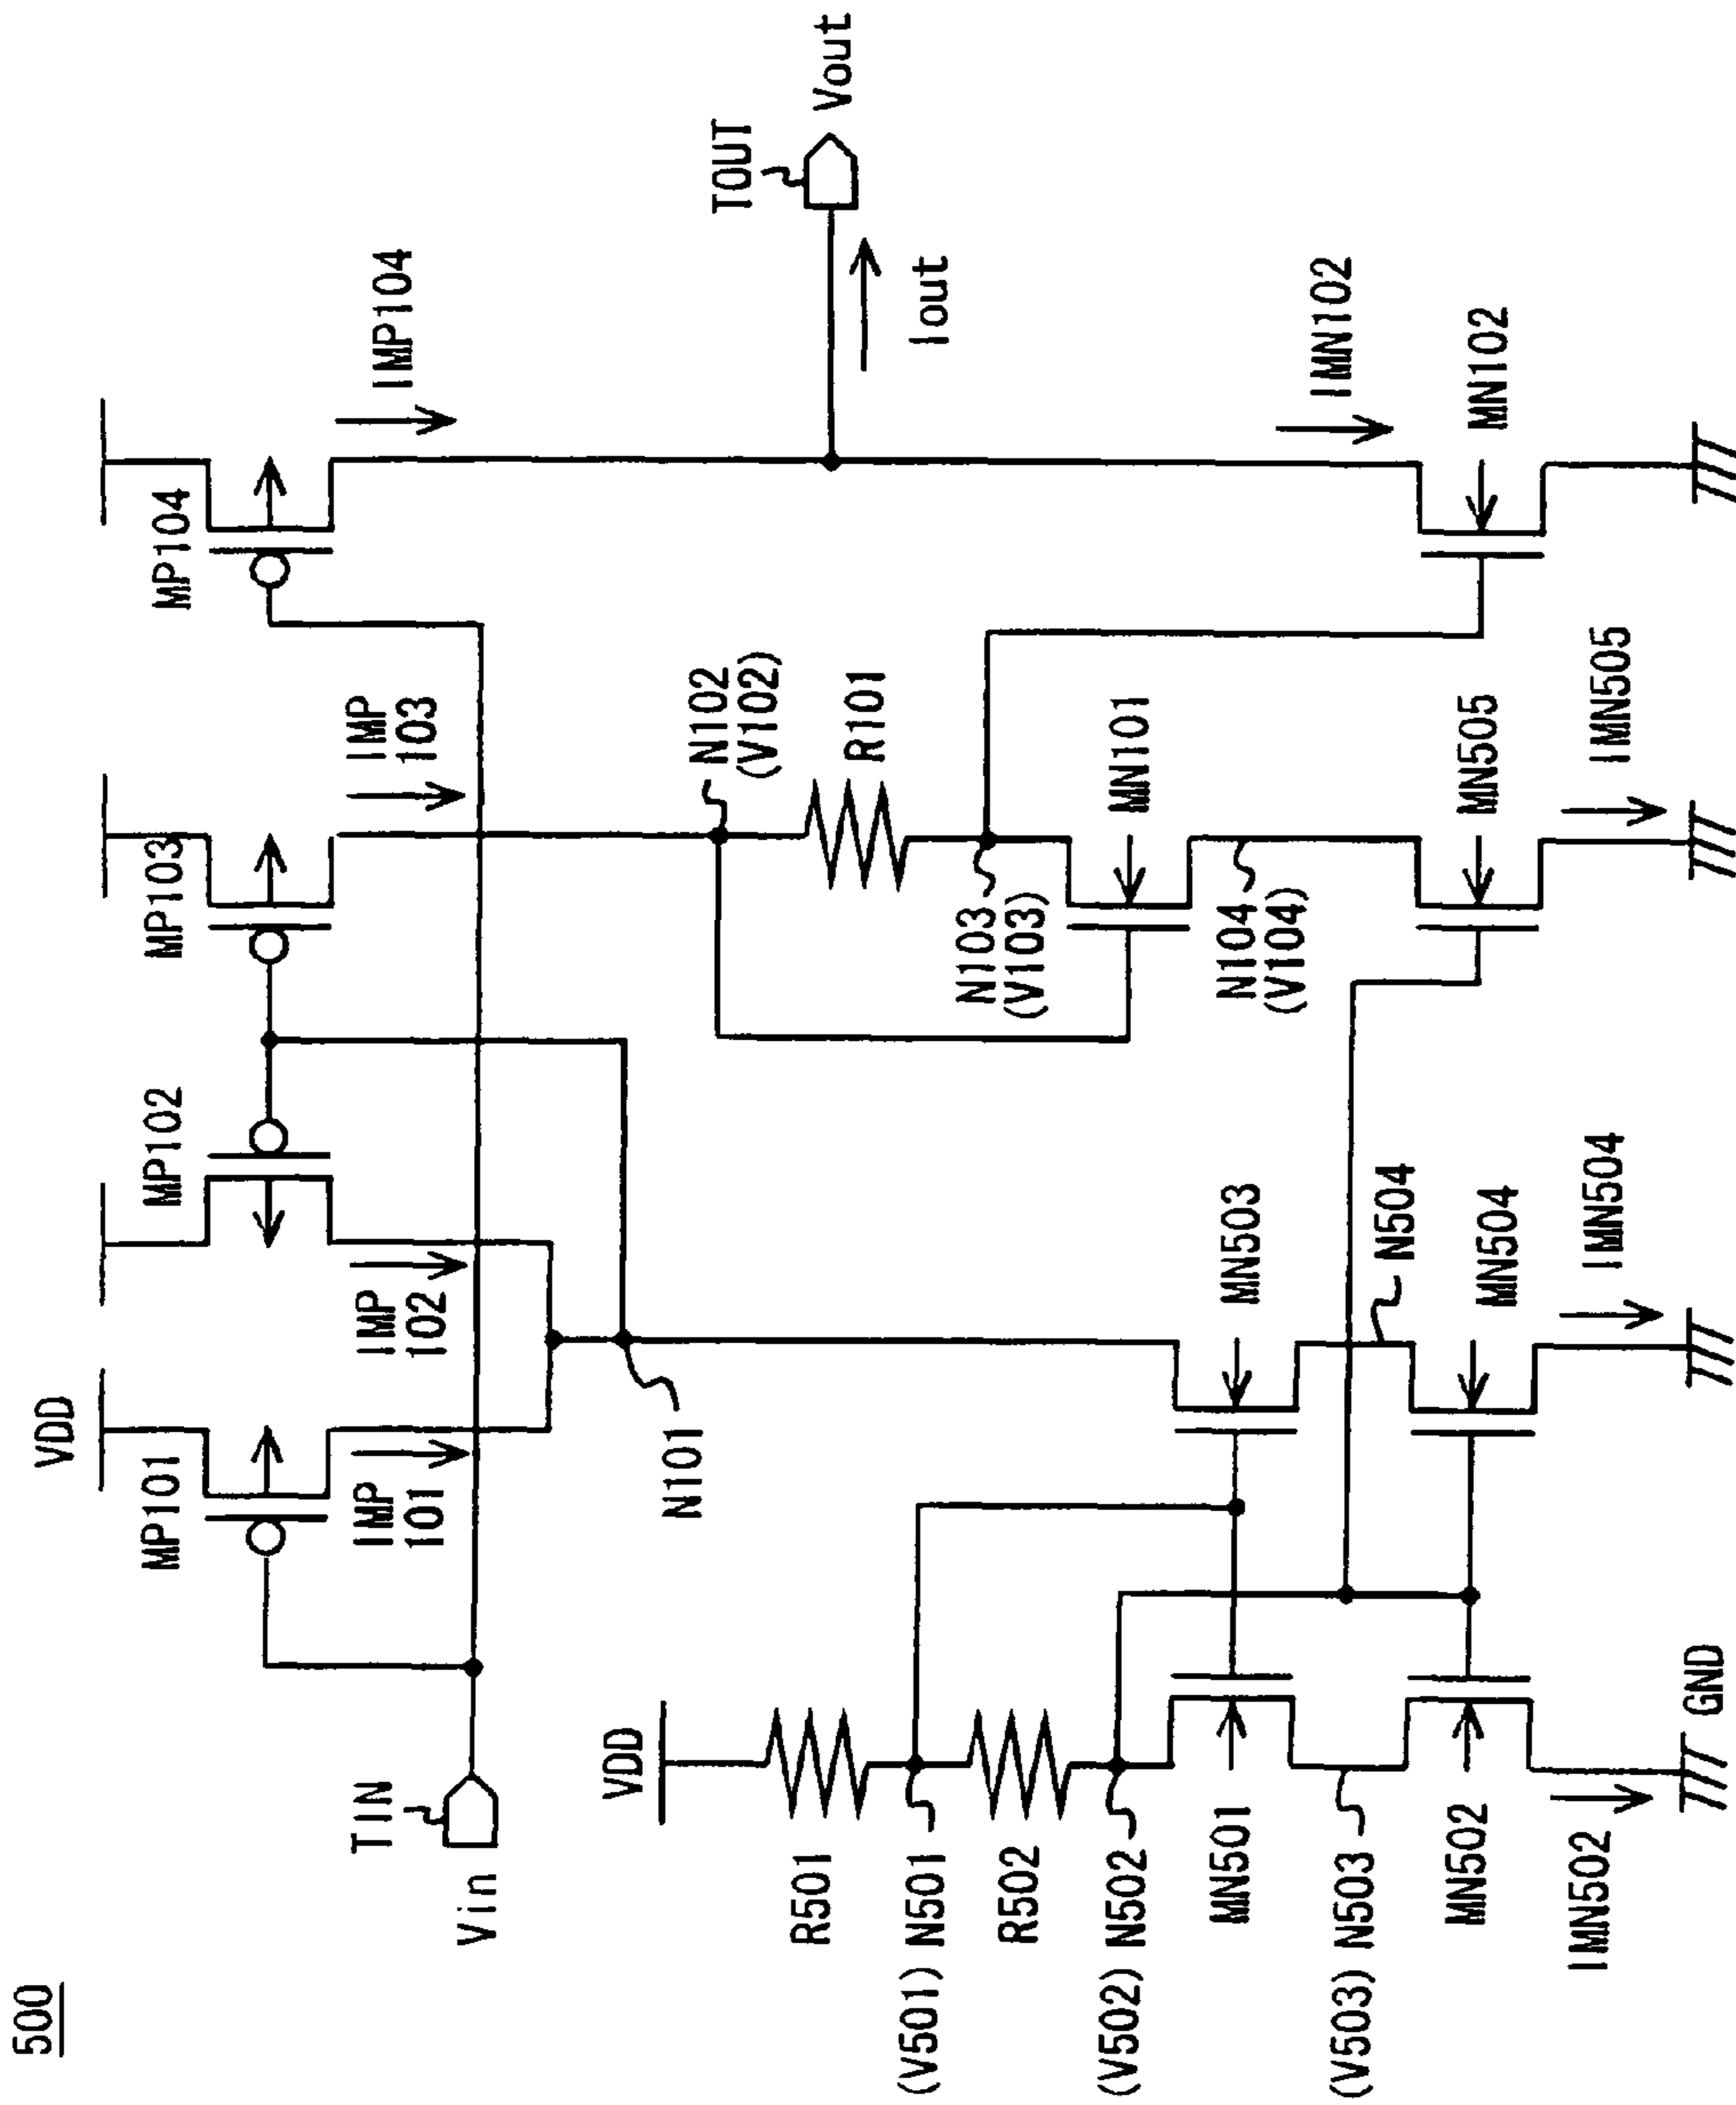 500
VDD
MP101
IMP
101
MP102
IMP
102
MP103
IMP
103
MP104
IMP104
TIN
Vin
N101
TOUT
Vout
Iout
N102
(V102)
R101
N103
(V103)
MN101
N104
(V104)
MN505
IMN505
IMN102
MN102
VDD
R501
(V501) N501
R502
(V502) N502
MN501
(V503) N503
MN502
IMN502
GND
MN503
N504
MN504
IMN504